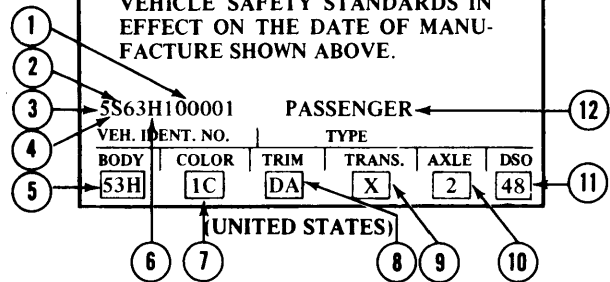 VEHICLE SAFETY STANDARDS IN
EFFECT ON THE DATE OF MANU-
FACTURE SHOWN ABOVE.
1
2
3 5S63H100001 PASSENGER 12
4 VEH. IDENT. NO. TYPE
BODY COLOR TRIM TRANS. AXLE DSO
5 53H 1C DA X 2 48 11
(UNITED STATES)
6 7 8 9 10